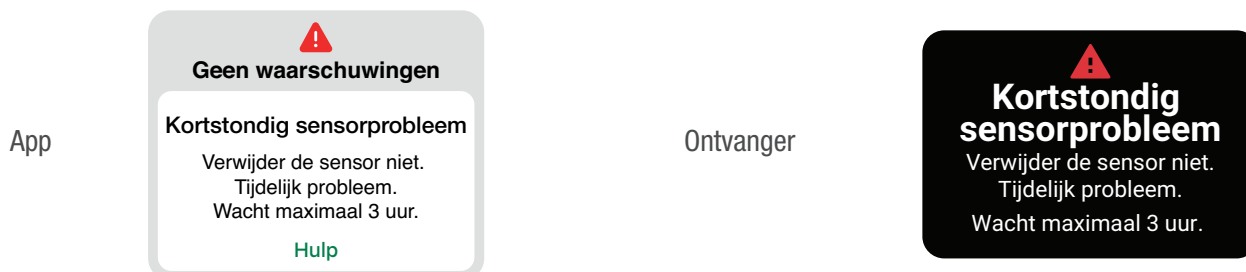 App
Geen waarschuwingen
Kortstondig sensorprobleem
Verwijder de sensor niet.
Tijdelijk probleem.
Wacht maximaal 3 uur.
Hulp
Ontvanger
Kortstondig
sensorprobleem
Verwijder de sensor niet.
Tijdelijk probleem.
Wacht maximaal 3 uur.